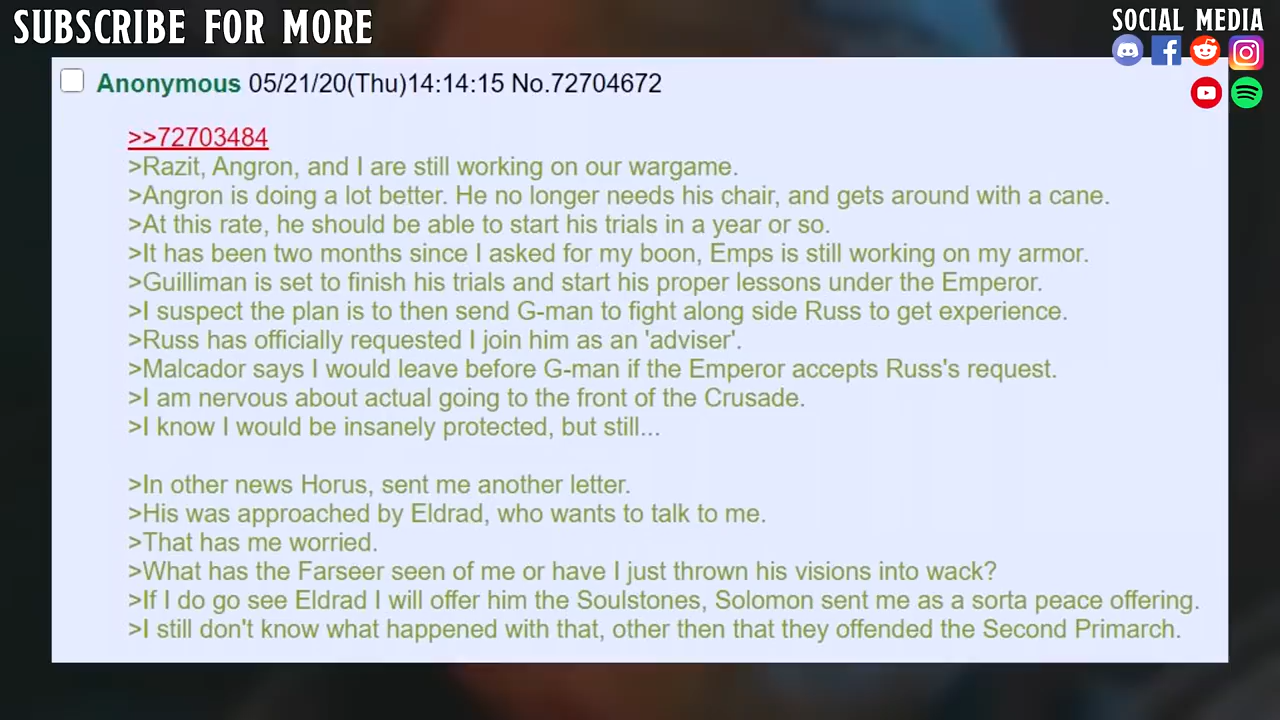 SUBSCRIBE FOR MORE
SOCIAL MEDIA
Anonymous 05/21/20(Thu)14:14:15 No.72704672
>>72703484
>Razit, Angron, and I are still working on our wargame.
>Angron is doing a lot better. He no longer needs his chair, and gets around with a cane.
>At this rate, he should be able to start his trials in a year or so.
>It has been two months since I asked for my boon, Emps is still working on my armor.
>Guilliman is set to finish his trials and start his proper lessons under the Emperor.
>I suspect the plan is to then send G-man to fight along side Russ to get experience.
>Russ has officially requested I join him as an 'adviser'.
>Malcador says I would leave before G-man if the Emperor accepts Russ's request.
>I am nervous about actual going to the front of the Crusade.
>I know I would be insanely protected, but still...
>In other news Horus, sent me another letter.
>His was approached by Eldrad, who wants to talk to me.
>That has me worried.
>What has the Farseer seen of me or have I just thrown his visions into wack?
>If I do go see Eldrad I will offer him the Soulstones, Solomon sent me as a sorta peace offering.
>I still don't know what happened with that, other then that they offended the Second Primarch.